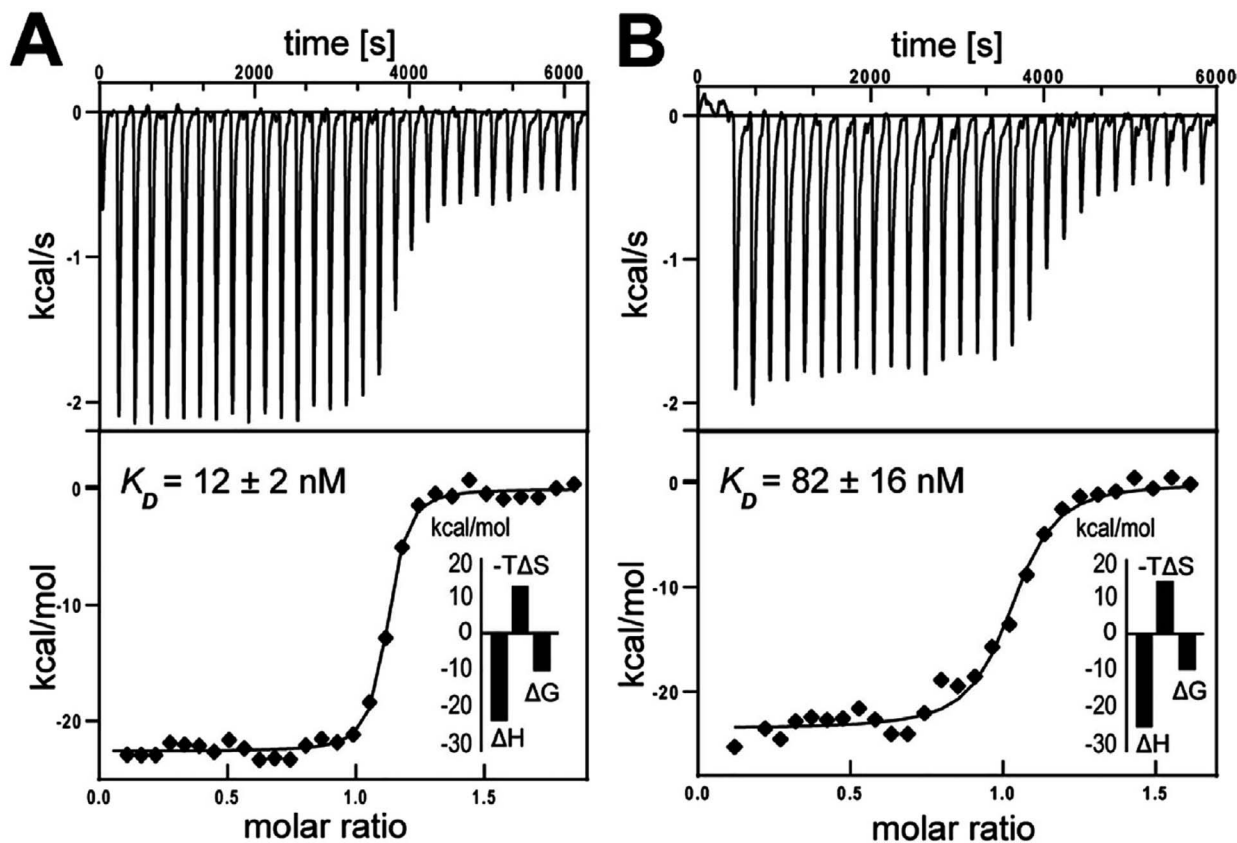 A
time [s]
0 2000 4000 6000
0
-1
-2
kcal/s
K_D = 12 ± 2 nM
0
-10
-20
kcal/mol
kcal/mol
20
10
0
-10
-20
-30
-TΔS
ΔG
ΔH
0.0 0.5 1.0 1.5
molar ratio
B
time [s]
0 2000 4000 6000
0
-1
-2
kcal/s
K_D = 82 ± 16 nM
0
-10
-20
kcal/mol
kcal/mol
20
10
0
-10
-20
-30
-TΔS
ΔG
ΔH
0.0 0.5 1.0 1.5
molar ratio